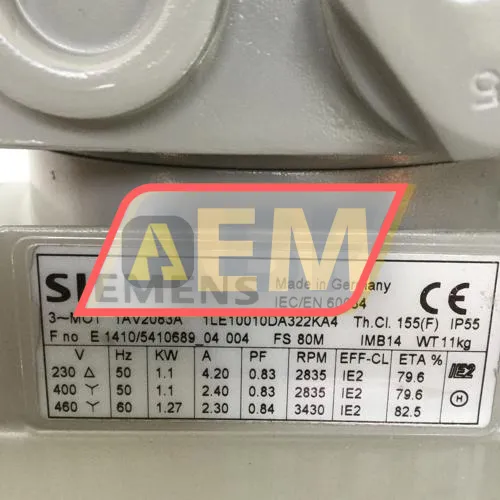 5
AEM
SIEMENS
Made in Germany
IEC/EN 60034
3~MOT 1AV2083A 1LE10010DA322KA4 Th.Cl. 155(F) IP55
F no E 1410/5410689_04 004 FS 80M IMB14 WT 11kg
V Hz KW A PF RPM EFF-CL ETA %
230 △ 50 1.1 4.20 0.83 2835 IE2 79.6
400 Y 50 1.1 2.40 0.83 2835 IE2 79.6
460 Y 60 1.27 2.30 0.84 3430 IE2 82.5
IE2
H
CE